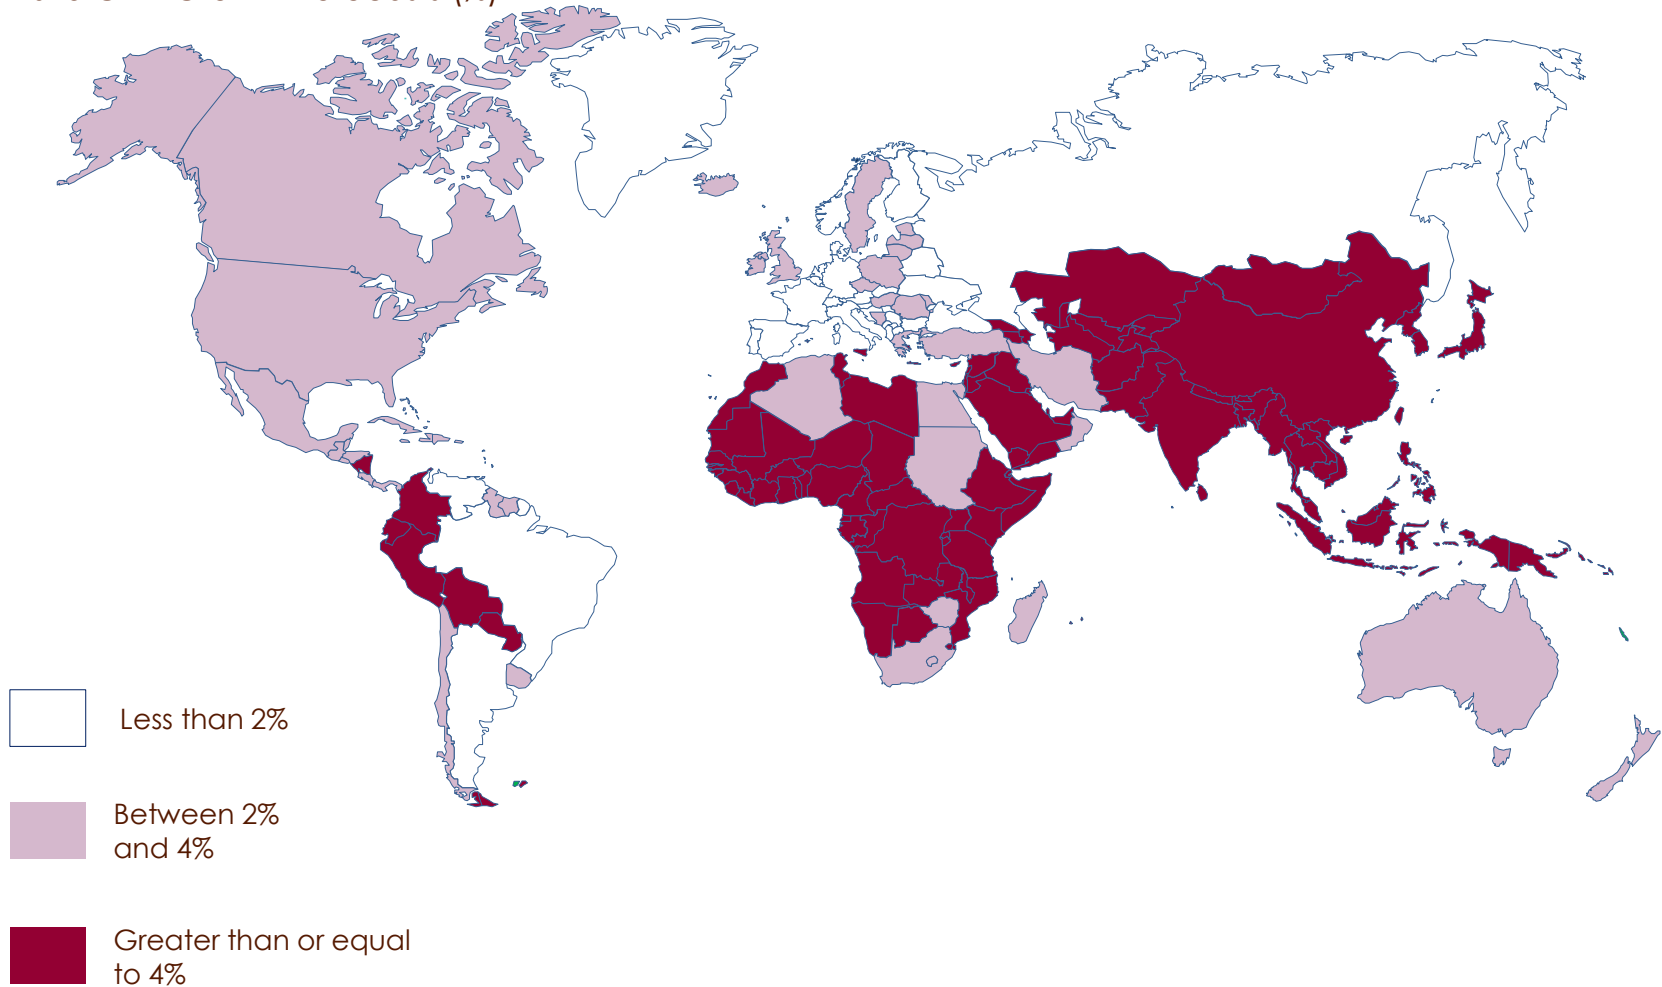 (%)
Less than 2%
Between 2%
and 4%
Greater than or equal
to 4%